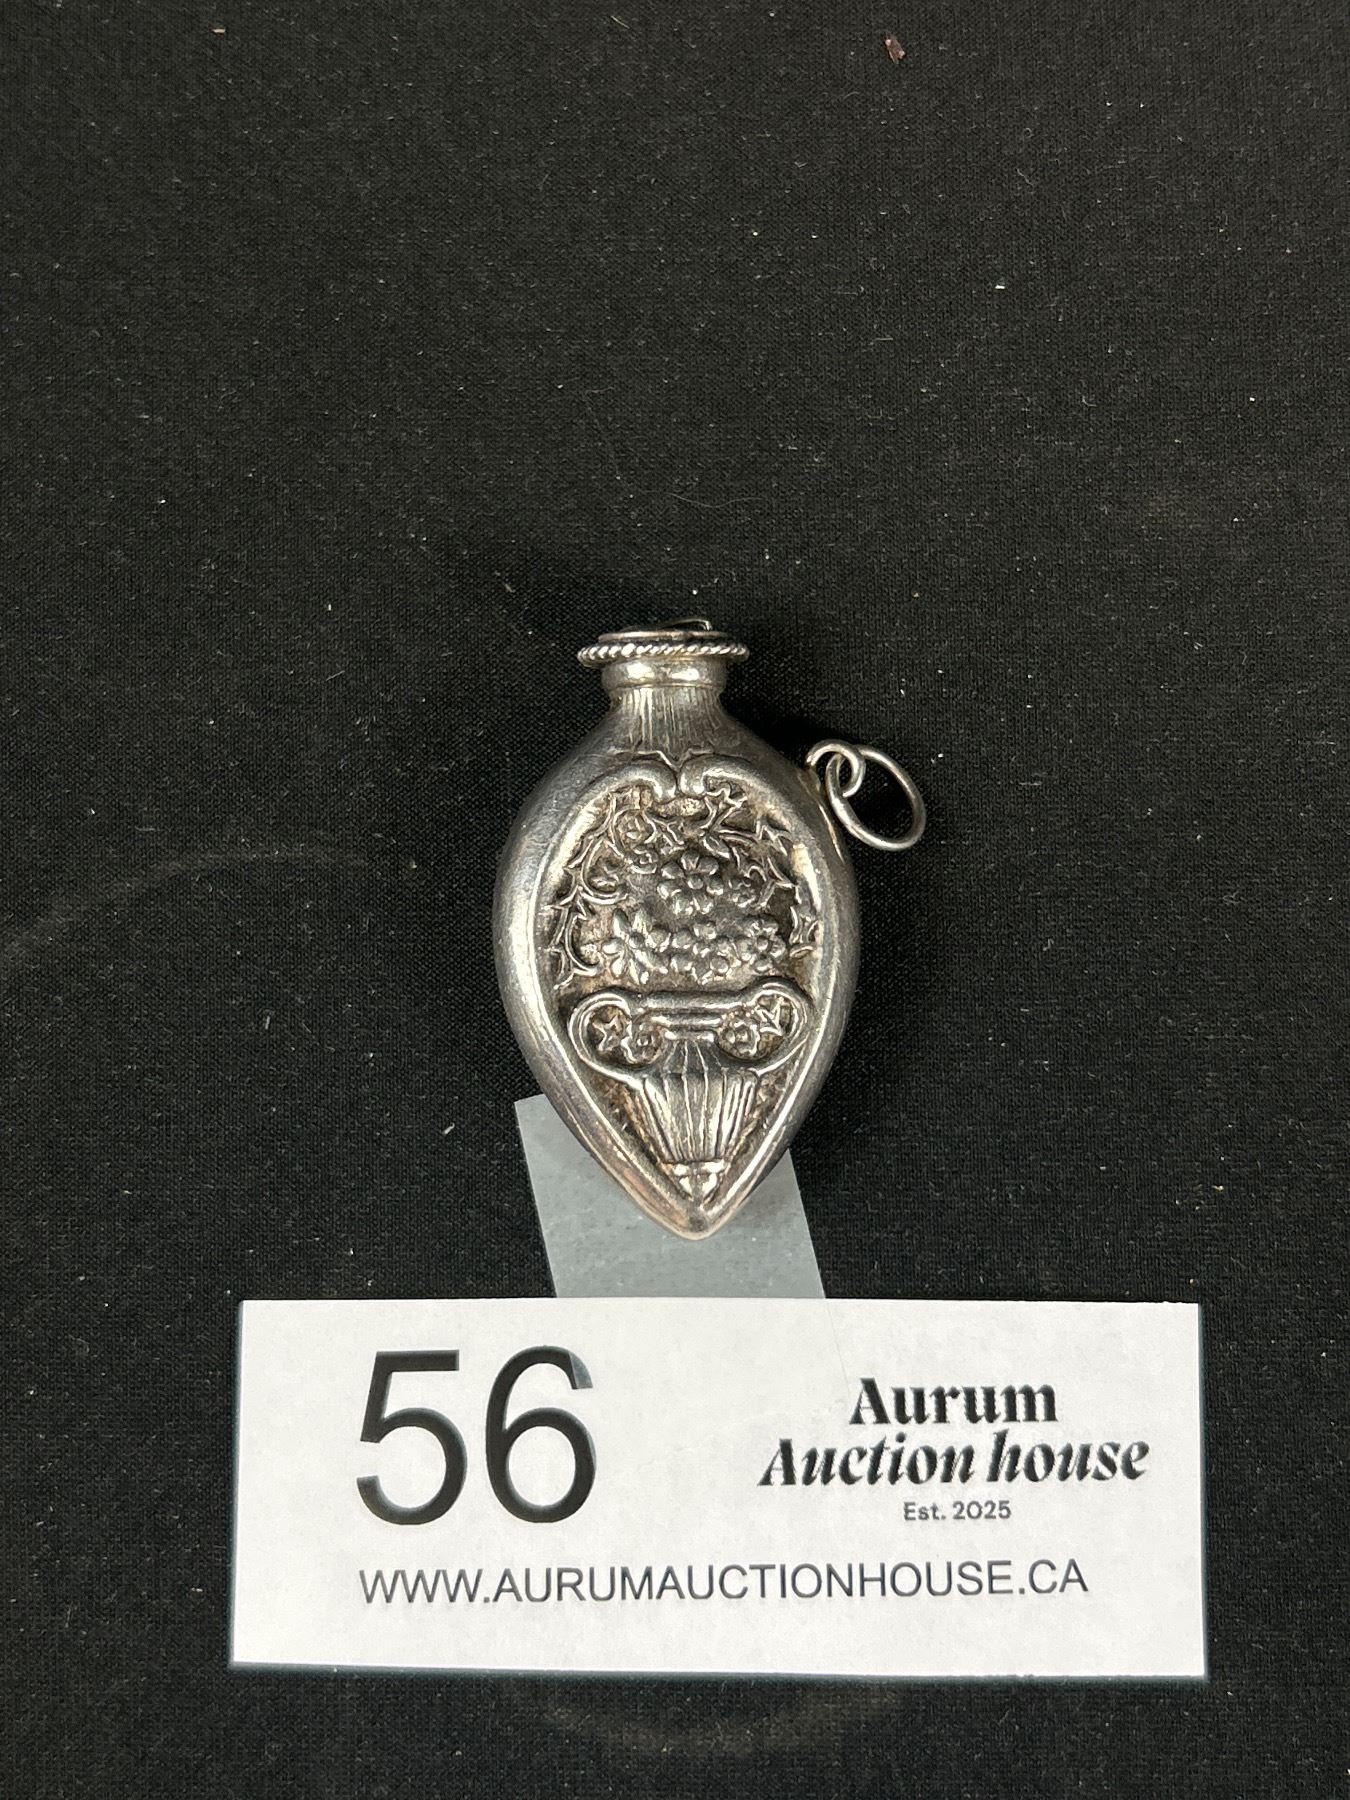 56
Aurum
Auction house
Est. 2025
WWW.AURUMAUCTIONHOUSE.CA